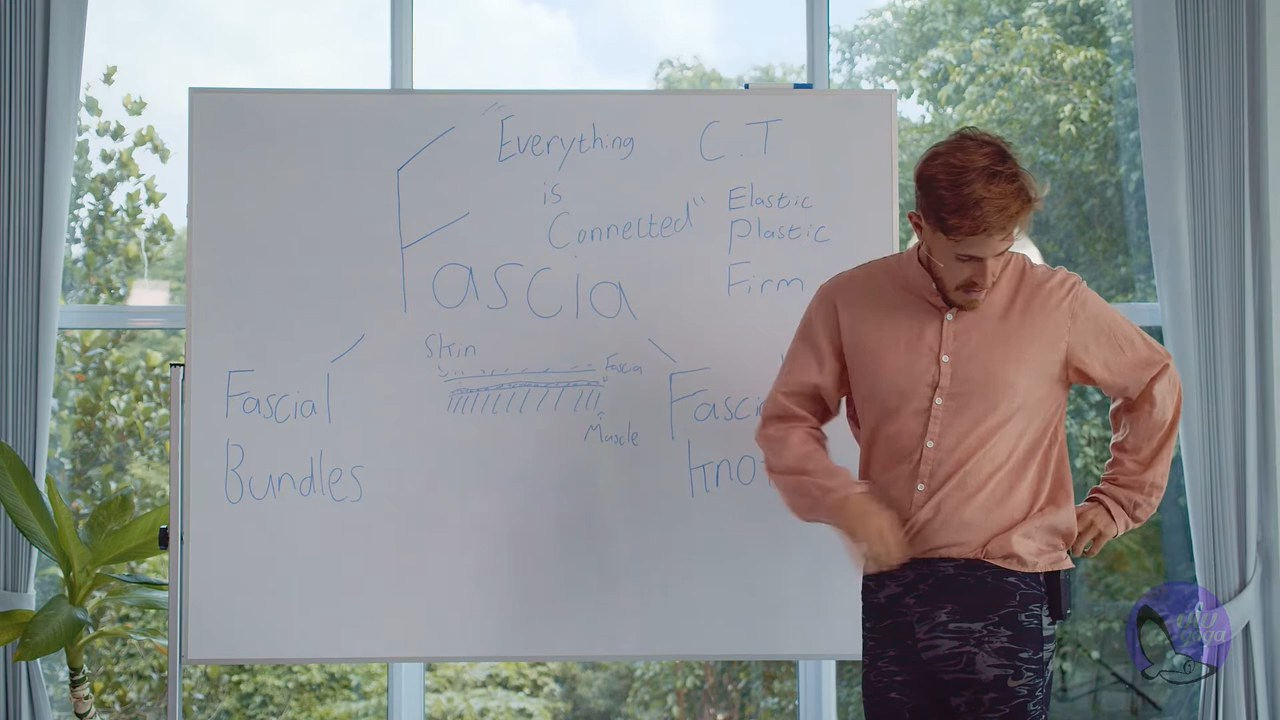 "Everything
is
Connected"
C.T
Elastic
Plastic
Firm
Fascia
Skin
Fascia
Muscle
Fascial
Bundles